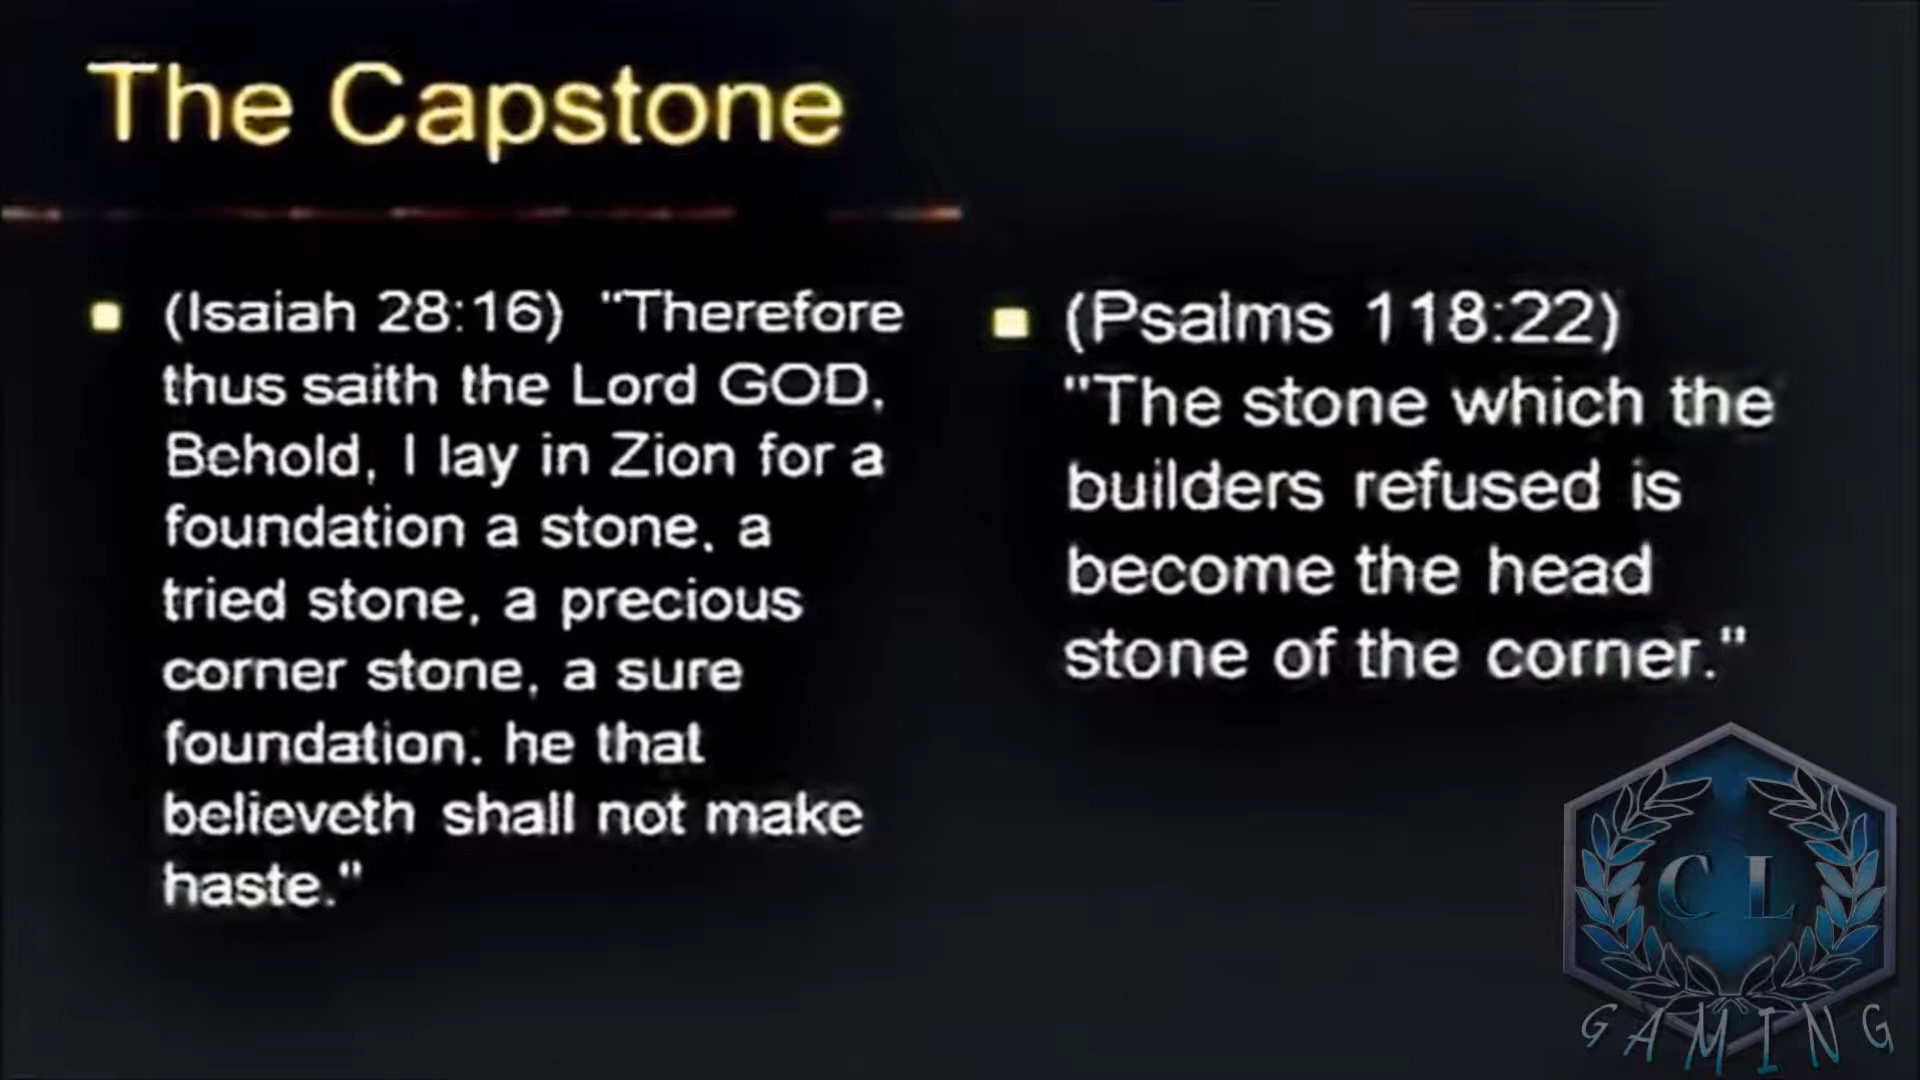 The Capstone
(Isaiah 28:16) "Therefore
thus saith the Lord GOD,
Behold, I lay in Zion for a
foundation a stone, a
tried stone, a precious
corner stone, a sure
foundation. he that
believeth shall not make
haste."
(Psalms 118:22)
"The stone which the
builders refused is
become the head
stone of the corner."
CL
GAMING